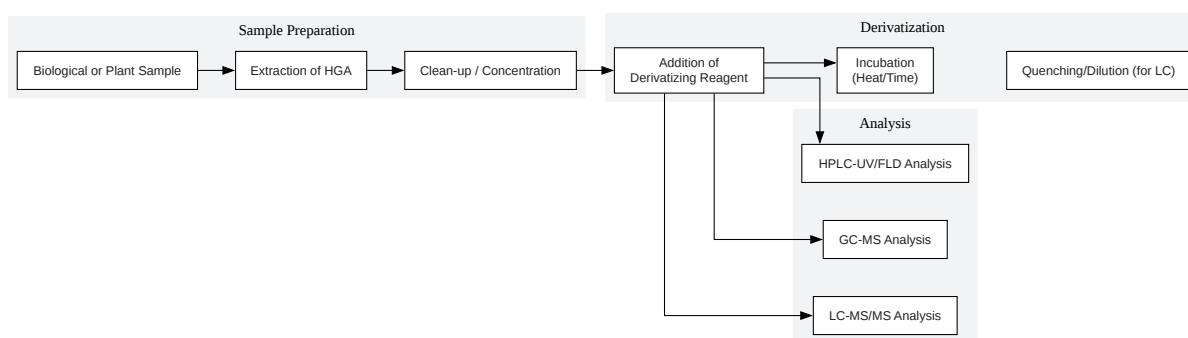 Sample Preparation
Biological or Plant Sample
Extraction of HGA
Clean-up / Concentration
Derivatization
Addition of
Derivatizing Reagent
Incubation
(Heat/Time)
Quenching/Dilution (for LC)
Analysis
HPLC-UV/FLD Analysis
GC-MS Analysis
LC-MS/MS Analysis